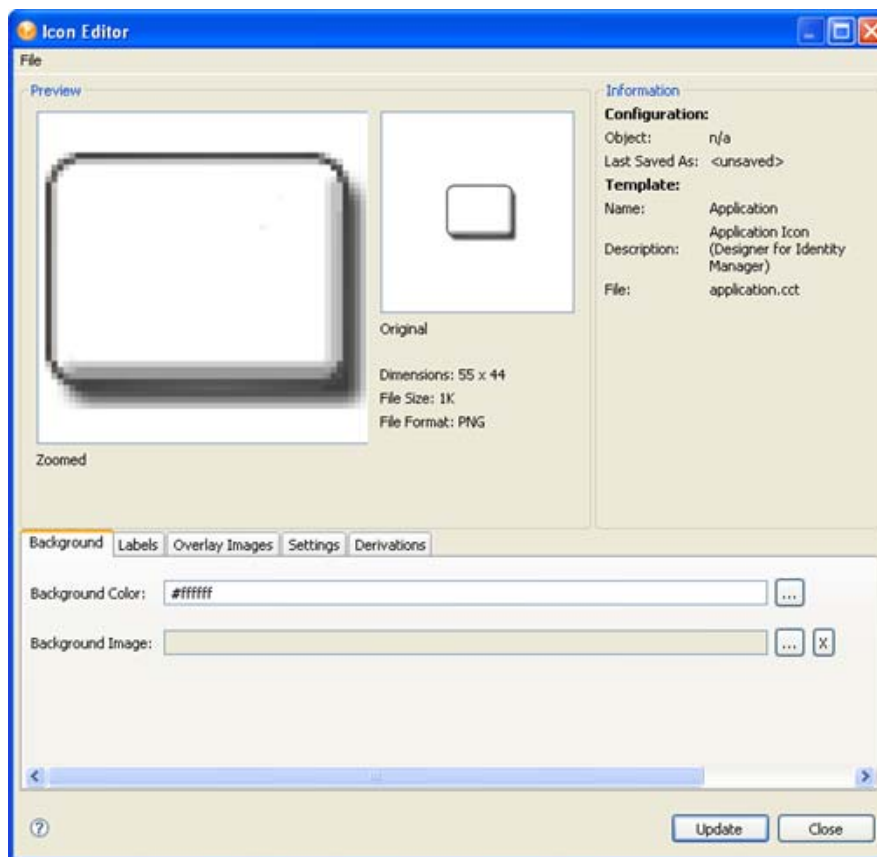 Icon Editor
File
Preview
Information
Configuration:
Object: n/a
Last Saved As: <unsaved>
Template:
Name: Application
Description: Application Icon
(Designer for Identity
Manager)
File: application.cct
Original
Dimensions: 55 x 44
File Size: 1K
File Format: PNG
Zoomed
Background Labels Overlay Images Settings Derivations
Background Color: #ffffff ...
Background Image: ... X
? Update Close